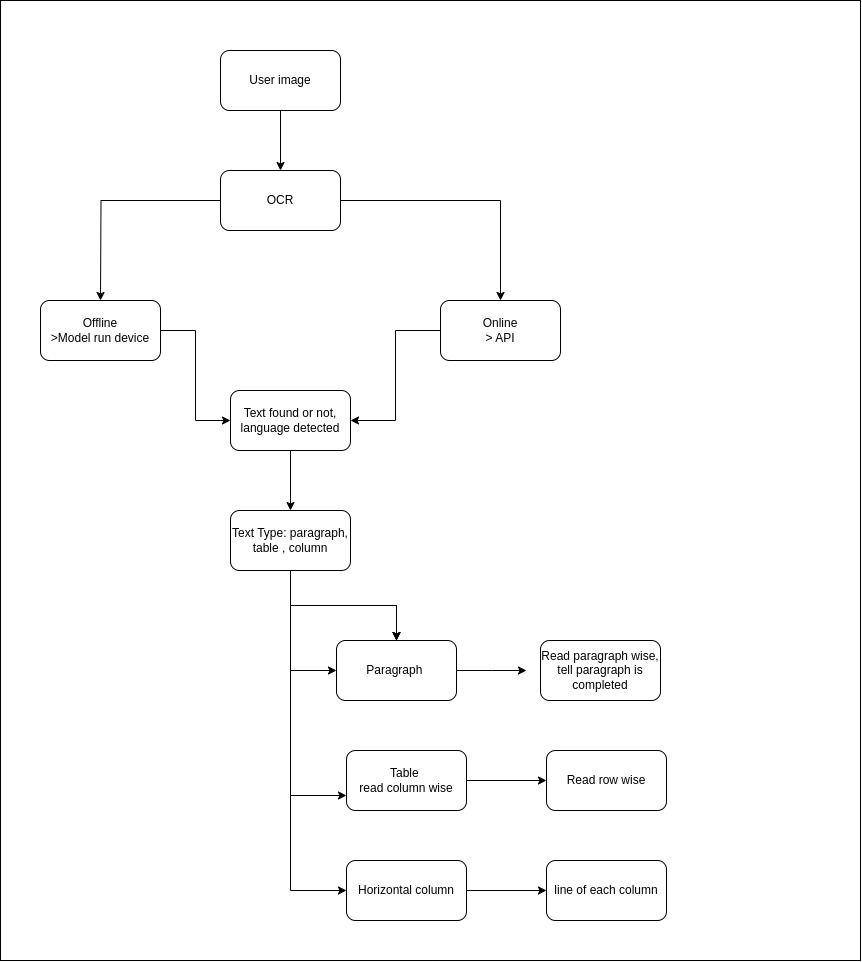 User image
OCR
Offline
>Model run device
Online
> API
Text found or not,
language detected
Text Type: paragraph,
table , column
Paragraph
Read paragraph wise,
tell paragraph is
completed
Table
read column wise
Read row wise
Horizontal column
line of each column